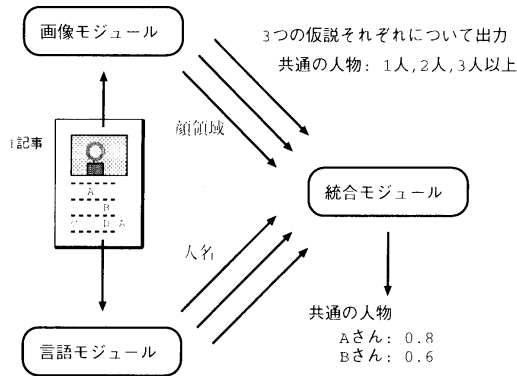 画像モジュール
3つの仮説それぞれについて出力
共通の人物: 1人,2人,3人以上
顔領域
1記事
A
B
C D A
統合モジュール
人名
共通の人物
Aさん: 0.8
Bさん: 0.6
言語モジュール